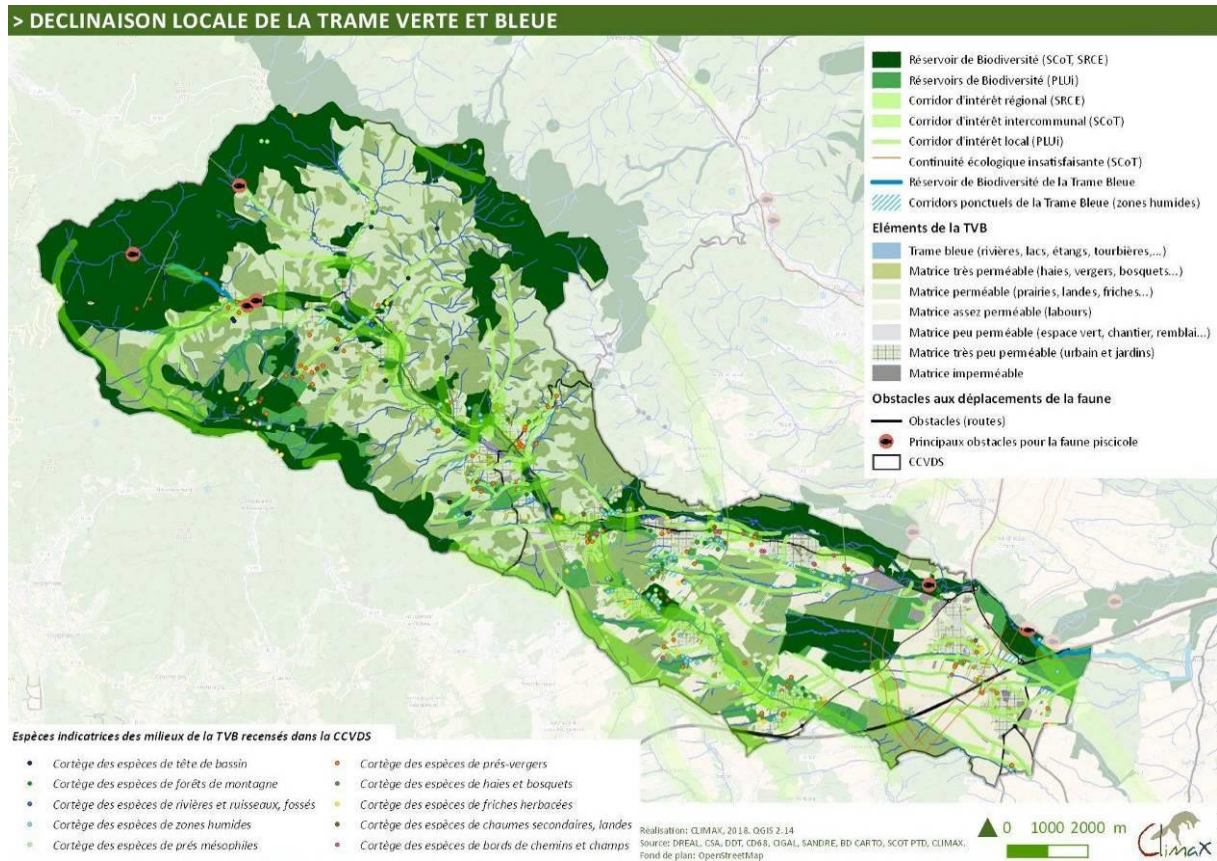 > DECLINAISON LOCALE DE LA TRAME VERTE ET BLEUE
Réservoir de Biodiversité (SCoT, SRCE)
Réservoirs de Biodiversité (PLUi)
Corridor d'intérêt régional (SRCE)
Corridor d'intérêt intercommunal (SCoT)
Corridor d'intérêt local (PLUi)
Continuité écologique insatisfaisante (SCoT)
Réservoir de Biodiversité de la Trame Bleue
Corridors ponctuels de la Trame Bleue (zones humides)
Eléments de la TVB
Trame bleue (rivières, lacs, étangs, tourbières,...)
Matrice très perméable (haies, vergers, bosquets...)
Matrice perméable (prairies, landes, friches...)
Matrice assez perméable (labours)
Matrice peu perméable (espace vert, chantier, remblai...)
Matrice très peu perméable (urbain et jardins)
Matrice imperméable
Obstacles aux déplacements de la faune
Obstacles (routes)
Principaux obstacles pour la faune piscicole
CCVDS
Espèces indicatrices des milieux de la TVB recensés dans la CCVDS
Cortège des espèces de tête de bassin
Cortège des espèces de forêts de montagne
Cortège des espèces de rivières et ruisseaux, fossés
Cortège des espèces de zones humides
Cortège des espèces de prés mésophiles
Cortège des espèces de prés-vergers
Cortège des espèces de haies et bosquets
Cortège des espèces de friches herbacées
Cortège des espèces de chaumes secondaires, landes
Cortège des espèces de bords de chemins et champs
Réalisation: CLIMAX, 2018. QGIS 2.14
Source: DREAL, CSA, DDT, CD68, CIGAL, SANDRE, BD CARTO, SCOT PTD, CLIMAX.
Fond de plan: OpenStreetMap
0 1000 2000 m
Climax